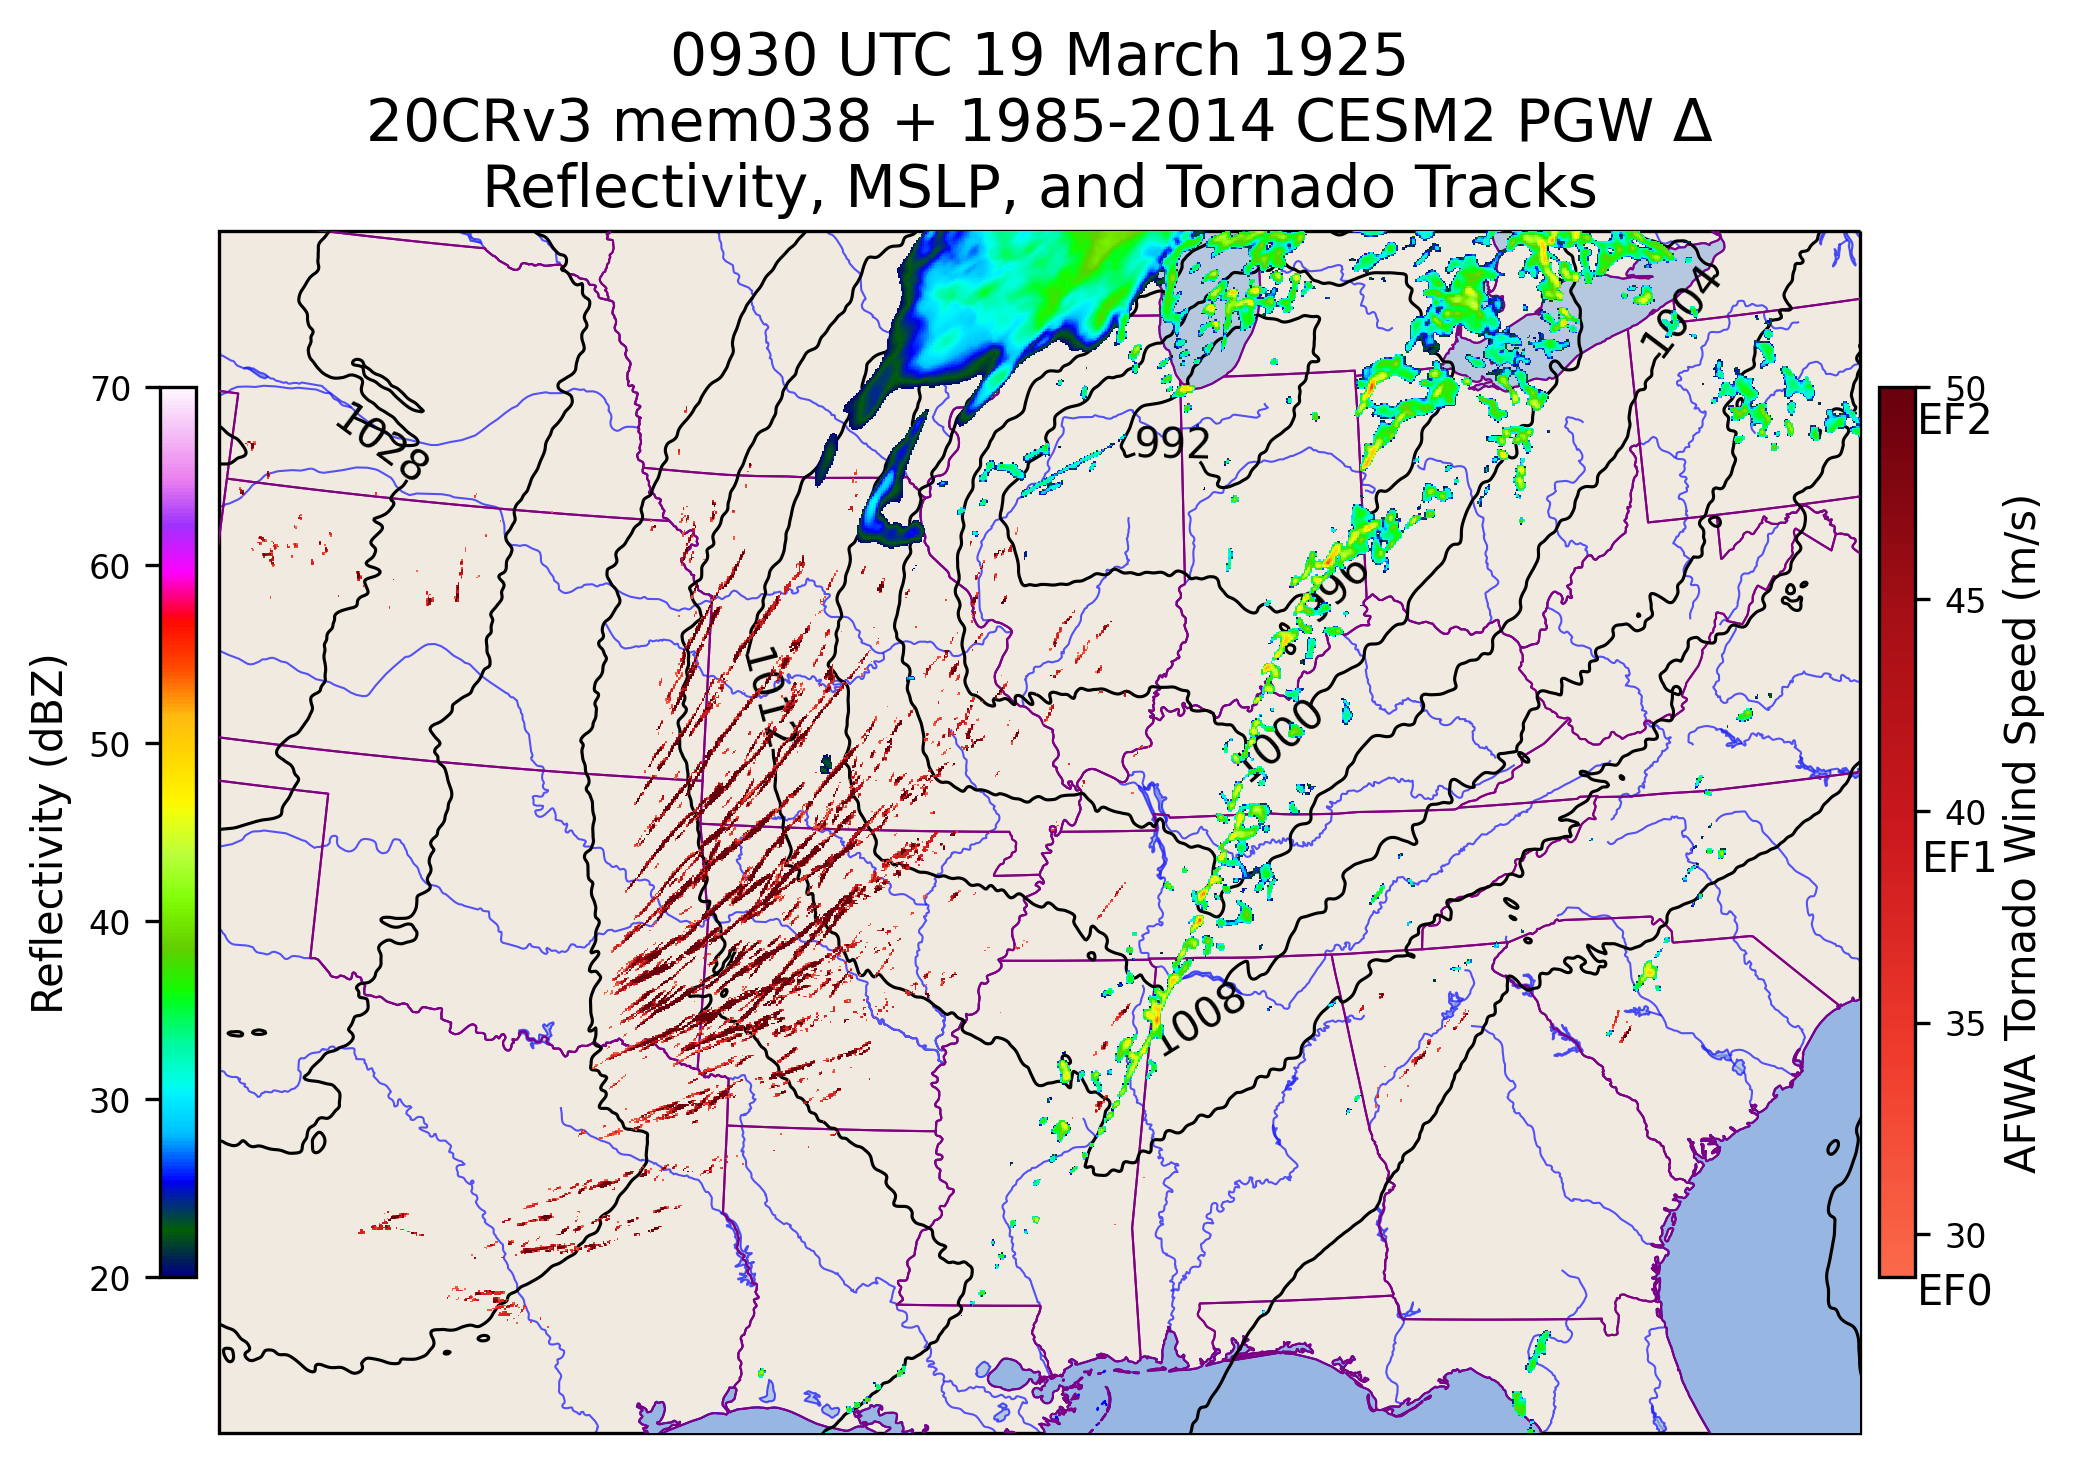 0930 UTC 19 March 1925
20CRv3 mem038 + 1985-2014 CESM2 PGW Δ
Reflectivity, MSLP, and Tornado Tracks
Reflectivity (dBZ)
70
60
50
40
30
20
1028
992
1004
996
1012
1000
1008
50
EF2
45
40
EF1
35
30
EF0
AFWA Tornado Wind Speed (m/s)